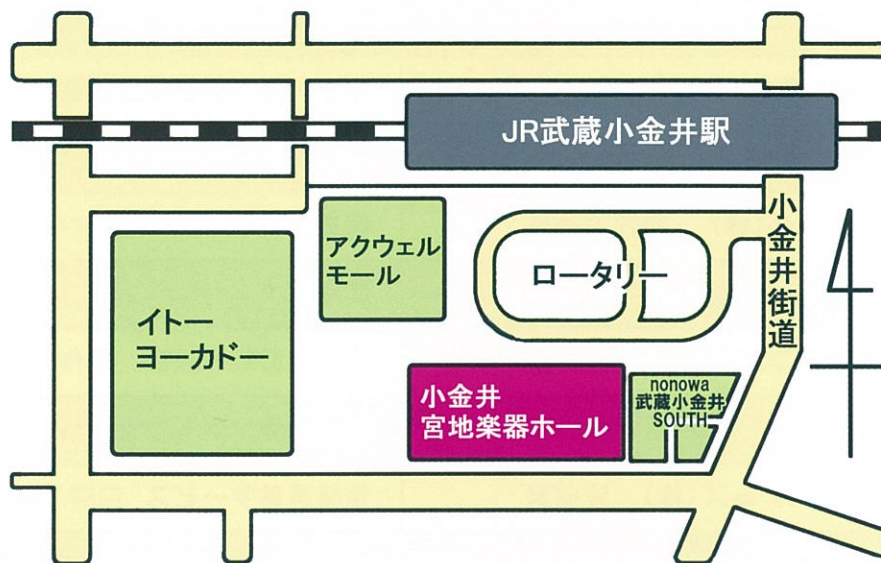 JR武蔵小金井駅
小金井街道
アクウェル
モール
ロータリー
イトー
ヨーカドー
小金井
宮地楽器ホール
nonowa
武蔵小金井
SOUTH